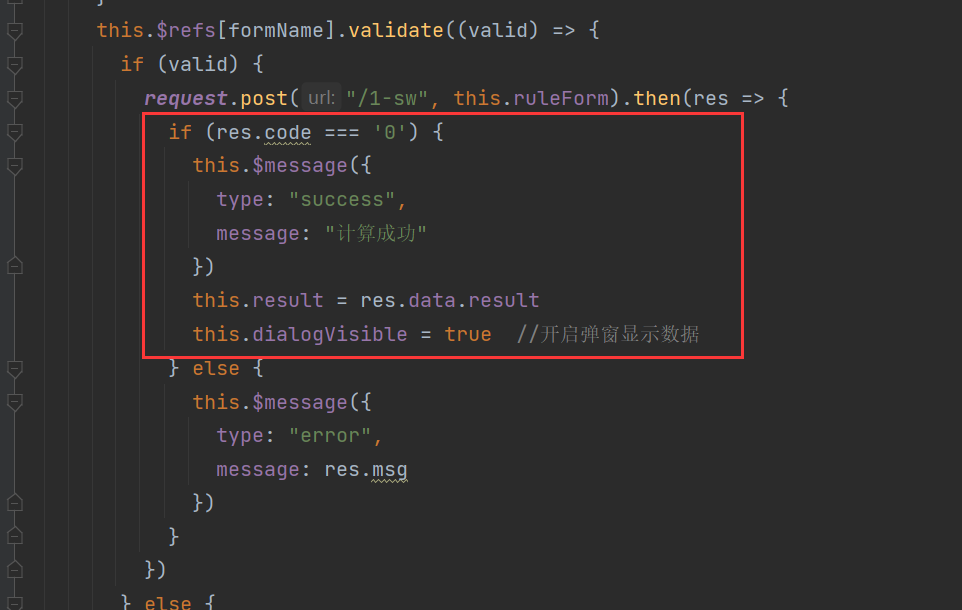 }
this.$refs[formName].validate((valid) => {
if (valid) {
request.post( url: "/1-sw", this.ruleForm).then(res => {
if (res.code === '0') {
this.$message({
type: "success",
message: "计算成功"
})
this.result = res.data.result
this.dialogVisible = true //开启弹窗显示数据
} else {
this.$message({
type: "error",
message: res.msg
})
}
})
} else {